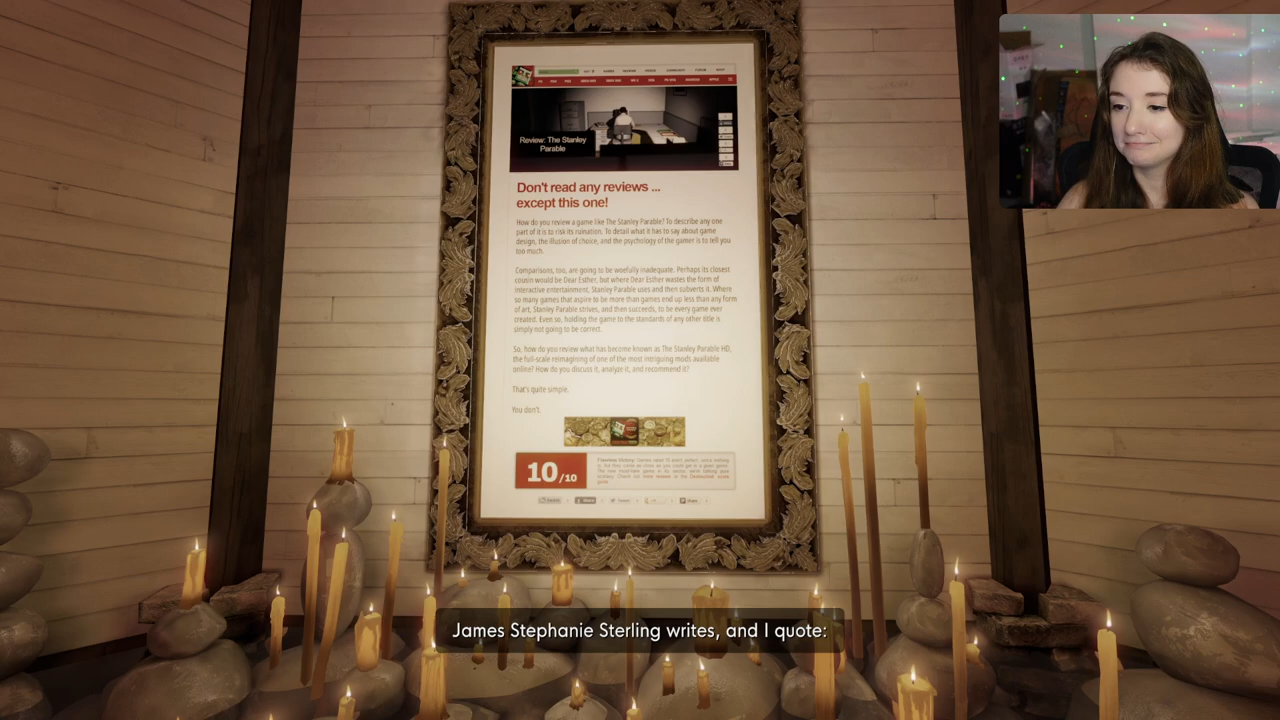 Review: The Stanley
Parable
Don't read any reviews ...
except this one!
How do you review a game like The Stanley Parable? To describe any one
part of it is to risk its ruination. To detail what it has to say about game
design, the illusion of choice, and the psychology of the gamer is to tell you
too much.
Comparisons, too, are going to be woefully inadequate. Perhaps its closest
cousin would be Dear Esther, but where Dear Esther wastes the form of
interactive entertainment, Stanley Parable uses and then subverts it. Where
so many games that aspire to be more than games end up less than any form
of art, Stanley Parable strives, and then succeeds, to be every game ever
created. Even so, holding the game to the standards of any other title is
simply not going to be correct.
So, how do you review what has become known as The Stanley Parable HD,
the full-scale reimagining of one of the most intriguing mods available
online? How do you discuss it, analyze it, and recommend it?
That's quite simple.
You don't.
10/10
James Stephanie Sterling writes, and I quote: